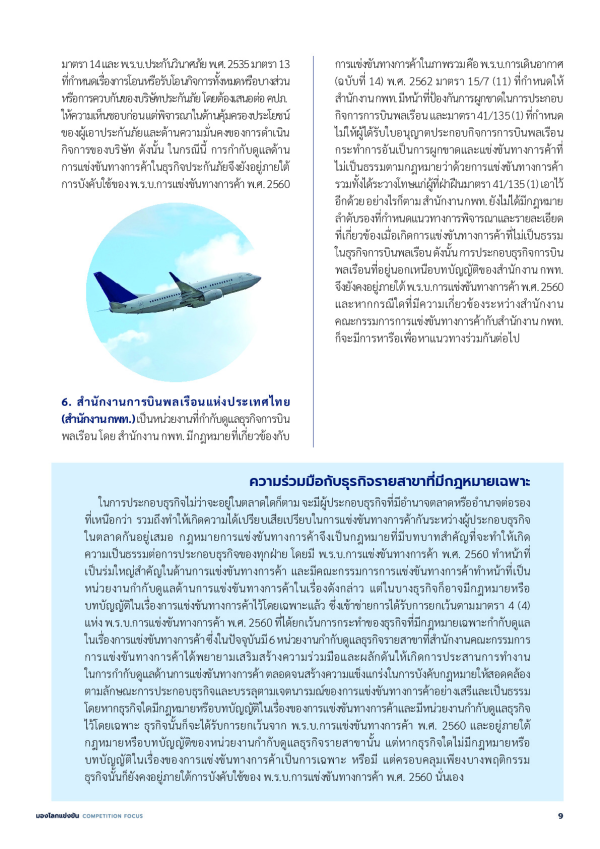 มาตรา 14 และ พ.ร.บ.ประกันวินาศภัย พ.ศ. 2535 มาตรา 13
ที่กำหนดเรื่องการโอนหรือรับโอนกิจการทั้งหมดหรือบางส่วน
หรือการควบกันของบริษัทประกันภัย โดยต้องเสนอต่อ คปภ.
ให้ความเห็นชอบก่อน แต่พิจารณาในด้านคุ้มครองประโยชน์
ของผู้เอาประกันภัยและด้านความมั่นคงของการดำเนิน
กิจการของบริษัท ดังนั้น ในกรณีนี้ การกำกับดูแลด้าน
การแข่งขันทางการค้าในธุรกิจประกันภัยจึงยังอยู่ภายใต้
การบังคับใช้ของ พ.ร.บ.การแข่งขันทางการค้า พ.ศ. 2560
6. สำนักงานการบินพลเรือนแห่งประเทศไทย
(สำนักงาน กพท.) เป็นหน่วยงานที่กำกับดูแลธุรกิจการบิน
พลเรือน โดย สำนักงาน กพท. มีกฎหมายที่เกี่ยวข้องกับ
การแข่งขันทางการค้าในภาพรวมคือ พ.ร.บ.การเดินอากาศ
(ฉบับที่ 14) พ.ศ. 2562 มาตรา 15/7 (11) ที่กำหนดให้
สำนักงาน กพท. มีหน้าที่ป้องกันการผูกขาดในการประกอบ
กิจการการบินพลเรือน และมาตรา 41/135 (1) ที่กำหนด
ไม่ให้ผู้ได้รับใบอนุญาตประกอบกิจการการบินพลเรือน
กระทำการอันเป็นการผูกขาดและการแข่งขันทางการค้าที่
ไม่เป็นธรรมตามกฎหมายว่าด้วยการแข่งขันทางการค้า
รวมทั้งได้ระวางโทษแก่ผู้ที่ฝ่าฝืนมาตรา 41/135 (1) เอาไว้
อีกด้วย อย่างไรก็ตาม สำนักงาน กพท. ยังไม่ได้มีกฎหมาย
ลำดับรองที่กำหนดแนวทางการพิจารณาและรายละเอียด
ที่เกี่ยวข้องเมื่อเกิดการแข่งขันทางการค้าที่ไม่เป็นธรรม
ในธุรกิจการบินพลเรือน ดังนั้น การประกอบธุรกิจการบิน
พลเรือนที่อยู่นอกเหนือบทบัญญัติของสำนักงาน กพท.
จึงยังคงอยู่ภายใต้ พ.ร.บ.การแข่งขันทางการค้า พ.ศ. 2560
และหากกรณีใดที่มีความเกี่ยวข้องระหว่างสำนักงาน
คณะกรรมการการแข่งขันทางการค้ากับสำนักงาน กพท.
ก็จะมีการหารือเพื่อหาแนวทางร่วมกันต่อไป
ความร่วมมือกับธุรกิจรายสาขาที่มีกฎหมายเฉพาะ
ในการประกอบธุรกิจไม่ว่าจะอยู่ในตลาดใดก็ตาม จะมีผู้ประกอบธุรกิจที่มีอำนาจตลาดหรืออำนาจต่อรอง
ที่เหนือกว่า รวมถึงทำให้เกิดความได้เปรียบเสียเปรียบในการแข่งขันทางการค้ากันระหว่างผู้ประกอบธุรกิจ
ในตลาดกันอยู่เสมอ กฎหมายการแข่งขันทางการค้าจึงเป็นกฎหมายที่มีบทบาทสำคัญที่จะทำให้เกิด
ความเป็นธรรมต่อการประกอบธุรกิจของทุกฝ่าย โดยมี พ.ร.บ.การแข่งขันทางการค้า พ.ศ. 2560 ทำหน้าที่
เป็นร่มใหญ่สำคัญในด้านการแข่งขันทางการค้า และมีคณะกรรมการการแข่งขันทางการค้าทำหน้าที่เป็น
หน่วยงานกำกับดูแลด้านการแข่งขันทางการค้าในเรื่องดังกล่าว แต่ในบางธุรกิจก็อาจมีกฎหมายหรือ
บทบัญญัติในเรื่องการแข่งขันทางการค้าไว้โดยเฉพาะแล้ว ซึ่งเข้าข่ายการได้รับการยกเว้นตามมาตรา 4 (4)
แห่ง พ.ร.บ.การแข่งขันทางการค้า พ.ศ. 2560 ที่ได้ยกเว้นการกระทำของธุรกิจที่มีกฎหมายเฉพาะกำกับดูแล
ในเรื่องการแข่งขันทางการค้า ซึ่งในปัจจุบันมี 6 หน่วยงานกำกับดูแลธุรกิจรายสาขาที่สำนักงานคณะกรรมการ
การแข่งขันทางการค้าได้พยายามเสริมสร้างความร่วมมือและผลักดันให้เกิดการประสานการทำงาน
ในการกำกับดูแลด้านการแข่งขันทางการค้า ตลอดจนสร้างความแข็งแกร่งในการบังคับกฎหมายให้สอดคล้อง
ตามลักษณะการประกอบธุรกิจและบรรลุตามเจตนารมณ์ของการแข่งขันทางการค้าอย่างเสรีและเป็นธรรม
โดยหากธุรกิจใดมีกฎหมายหรือบทบัญญัติในเรื่องของการแข่งขันทางการค้าและมีหน่วยงานกำกับดูแลธุรกิจ
ไว้โดยเฉพาะ ธุรกิจนั้นก็จะได้รับการยกเว้นจาก พ.ร.บ.การแข่งขันทางการค้า พ.ศ. 2560 และอยู่ภายใต้
กฎหมายหรือบทบัญญัติของหน่วยงานกำกับดูแลธุรกิจรายสาขานั้น แต่หากธุรกิจใดไม่มีกฎหมายหรือ
บทบัญญัติในเรื่องของการแข่งขันทางการค้าเป็นการเฉพาะ หรือมี แต่ครอบคลุมเพียงบางพฤติกรรม
ธุรกิจนั้นก็ยังคงอยู่ภายใต้การบังคับใช้ของ พ.ร.บ.การแข่งขันทางการค้า พ.ศ. 2560 นั่นเอง
มองโลกแข่งขัน COMPETITION FOCUS
9